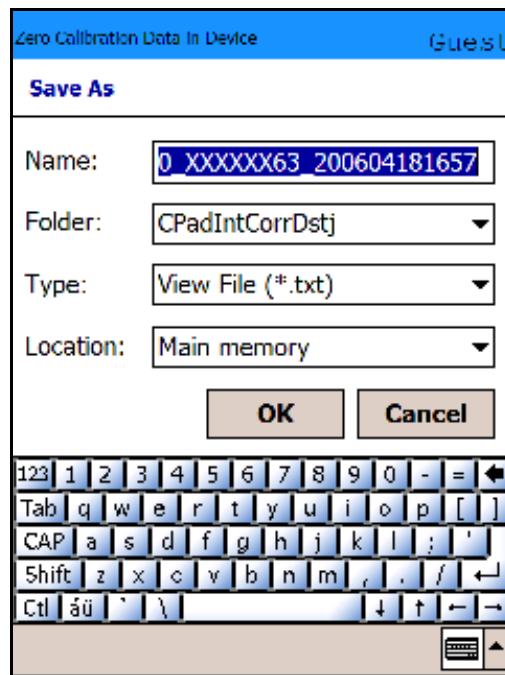 Zero Calibration Data in Device Guest
Save As
Name: 0_XXXXXX63_200604181657
Folder: CPadIntCorrDstj
Type: View File (*.txt)
Location: Main memory
OK Cancel
123 1 2 3 4 5 6 7 8 9 0 - =
Tab q w e r t y u i o p [ ]
CAP a s d f g h j k l ; '
Shift z x c v b n m , . /
Ctl áü ` \